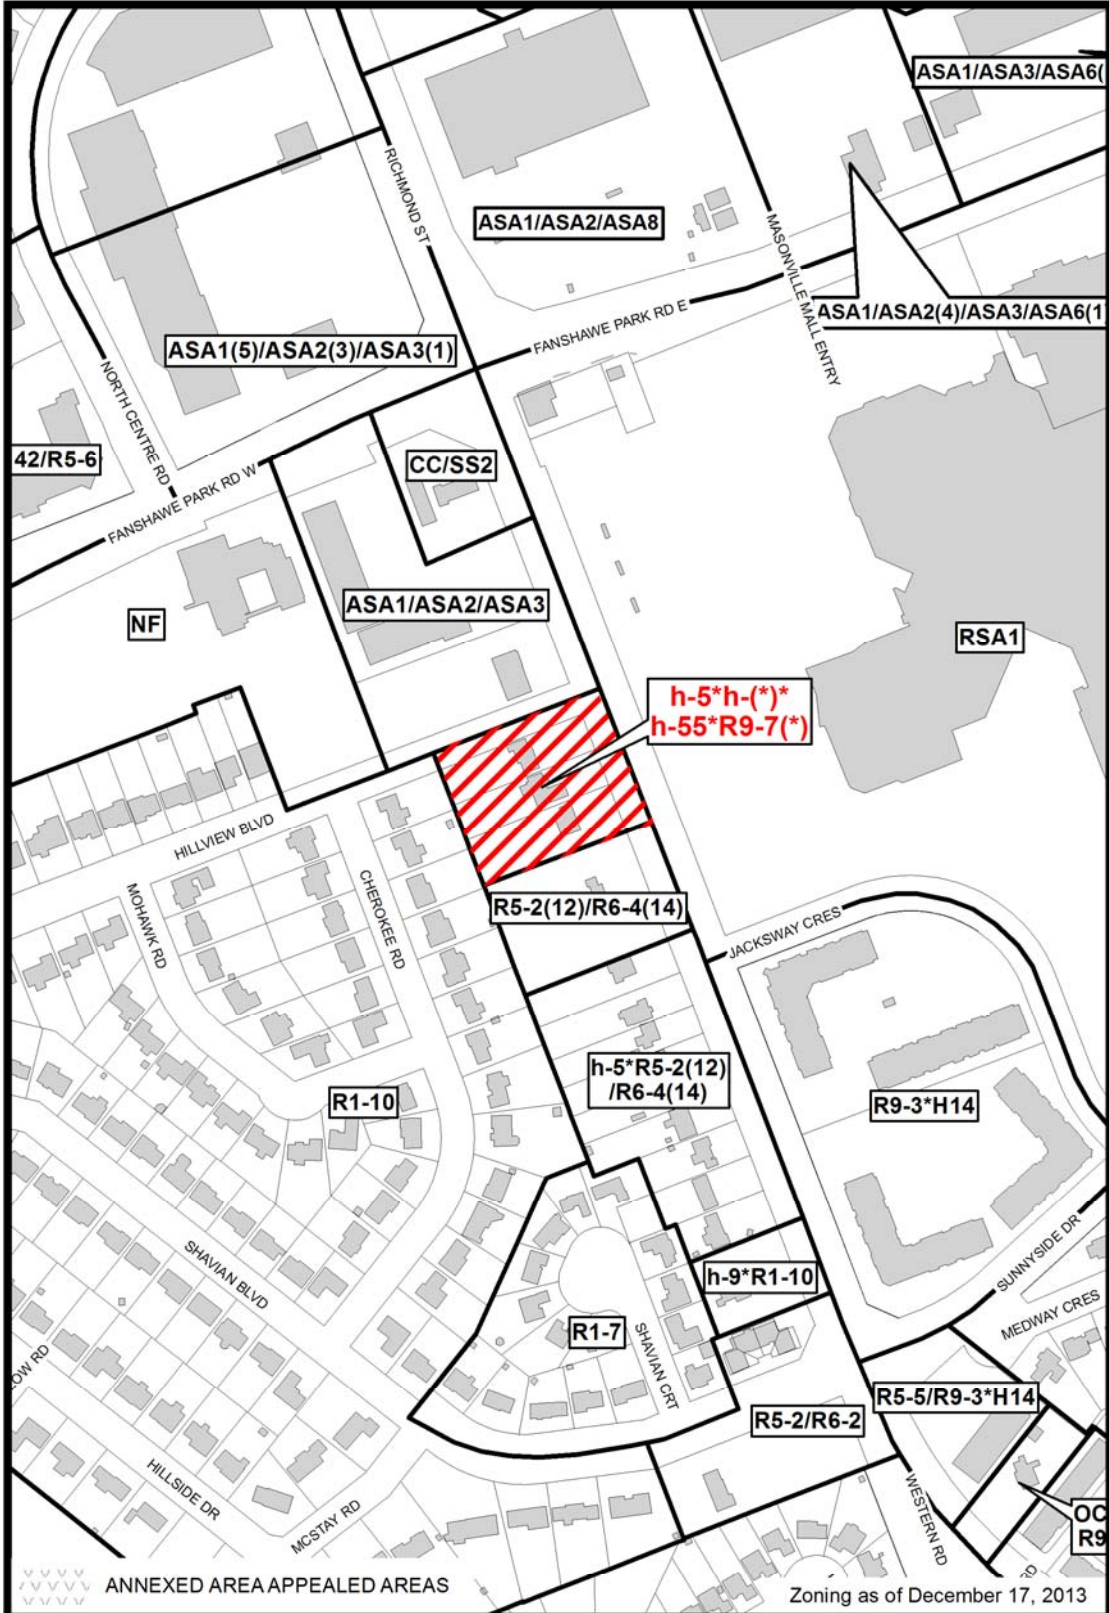 ASA1/ASA3/ASA6(
RICHMOND ST
ASA1/ASA2/ASA8
MASONVILLE MALL ENTRY
ASA1/ASA2(4)/ASA3/ASA6(1
FANSHAWE PARK RD E
ASA1(5)/ASA2(3)/ASA3(1)
NORTH CENTRE RD
42/R5-6
CC/SS2
FANSHAWE PARK RD W
ASA1/ASA2/ASA3
NF
RSA1
h-5*h-(*)*
h-55*R9-7(*)
HILLVIEW BLVD
MOHAWK RD
CHEROKEE RD
R5-2(12)/R6-4(14)
JACKSWAY CRES
h-5*R5-2(12)
/R6-4(14)
R1-10
R9-3*H14
SHAVIAN BLVD
SUNNYSIDE DR
h-9*R1-10
MEDWAY CRES
R1-7
SHAVIAN CRT
LOW RD
R5-5/R9-3*H14
R5-2/R6-2
HILLSIDE DR
MCSTAY RD
WESTERN RD
OC
R9
RD
ANNEXED AREA APPEALED AREAS
Zoning as of December 17, 2013